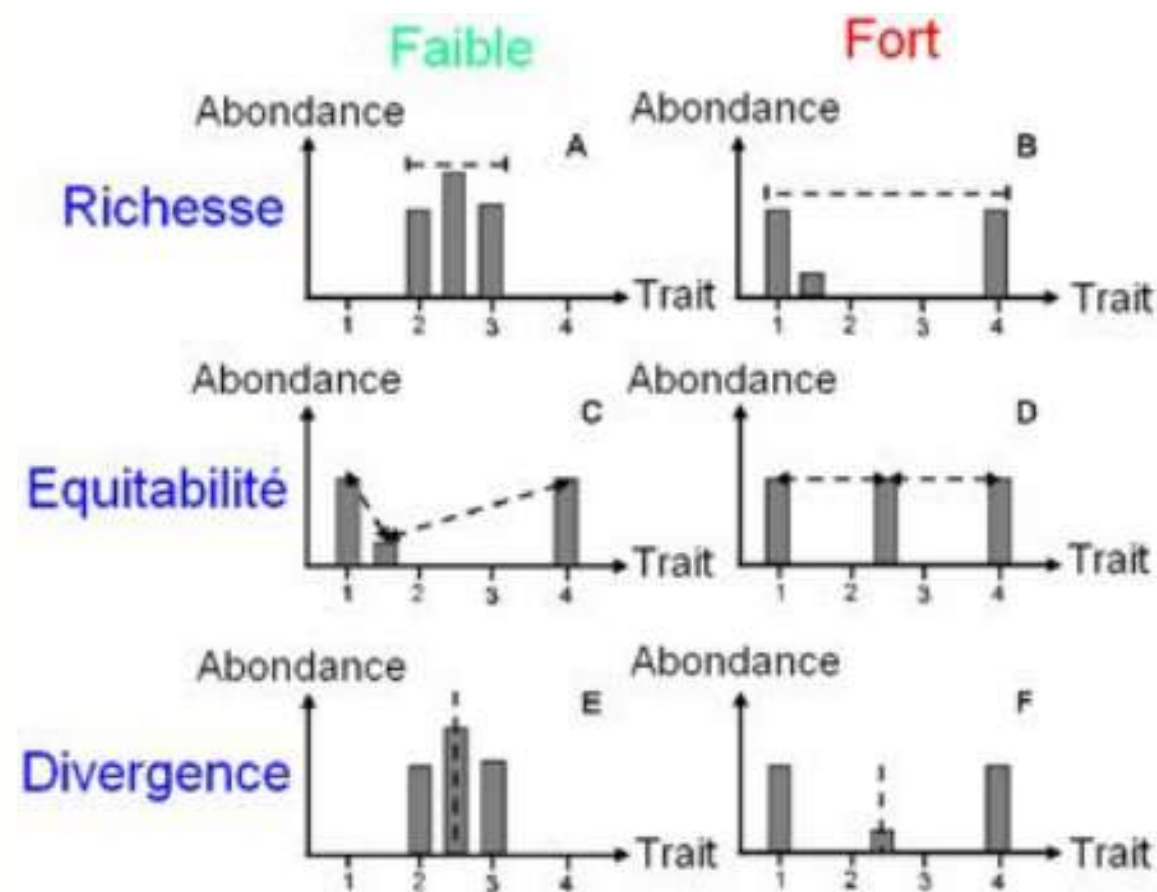 Faible Fort
Abondance Abondance
A B
Richesse
Trait Trait
1 2 3 4 1 2 3 4
Abondance Abondance
C D
Equitabilité
Trait Trait
1 2 3 4 1 2 3 4
Abondance Abondance
E F
Divergence
Trait Trait
1 2 3 4 1 2 3 4